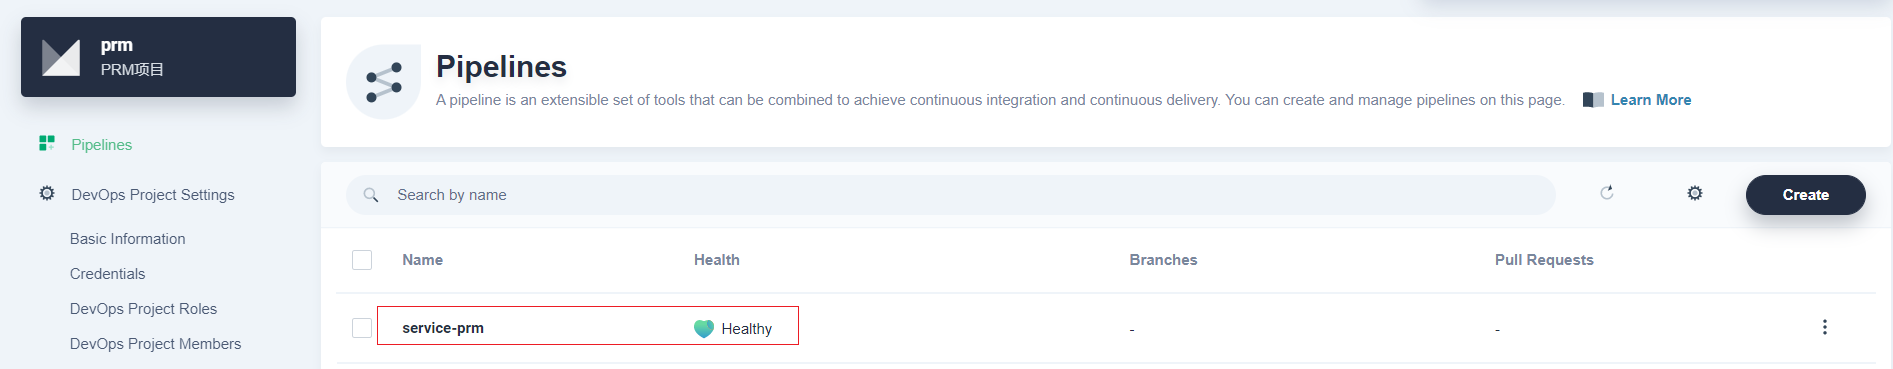 prm
PRM项目
Pipelines
DevOps Project Settings
Basic Information
Credentials
DevOps Project Roles
DevOps Project Members
Pipelines
A pipeline is an extensible set of tools that can be combined to achieve continuous integration and continuous delivery. You can create and manage pipelines on this page. Learn More
Search by name
Create
Name Health Branches Pull Requests
service-prm Healthy - -